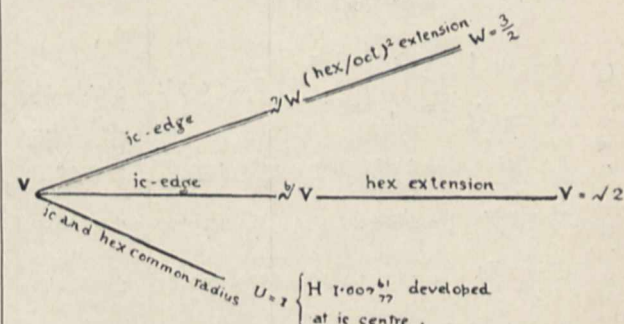 (hex/oct)² extension
W = 3/2
W
ic-edge
V
ic-edge
V
hex extension
V = √2
ic and hex common radius
U = 1
H 1.007 developed
at ic centre.